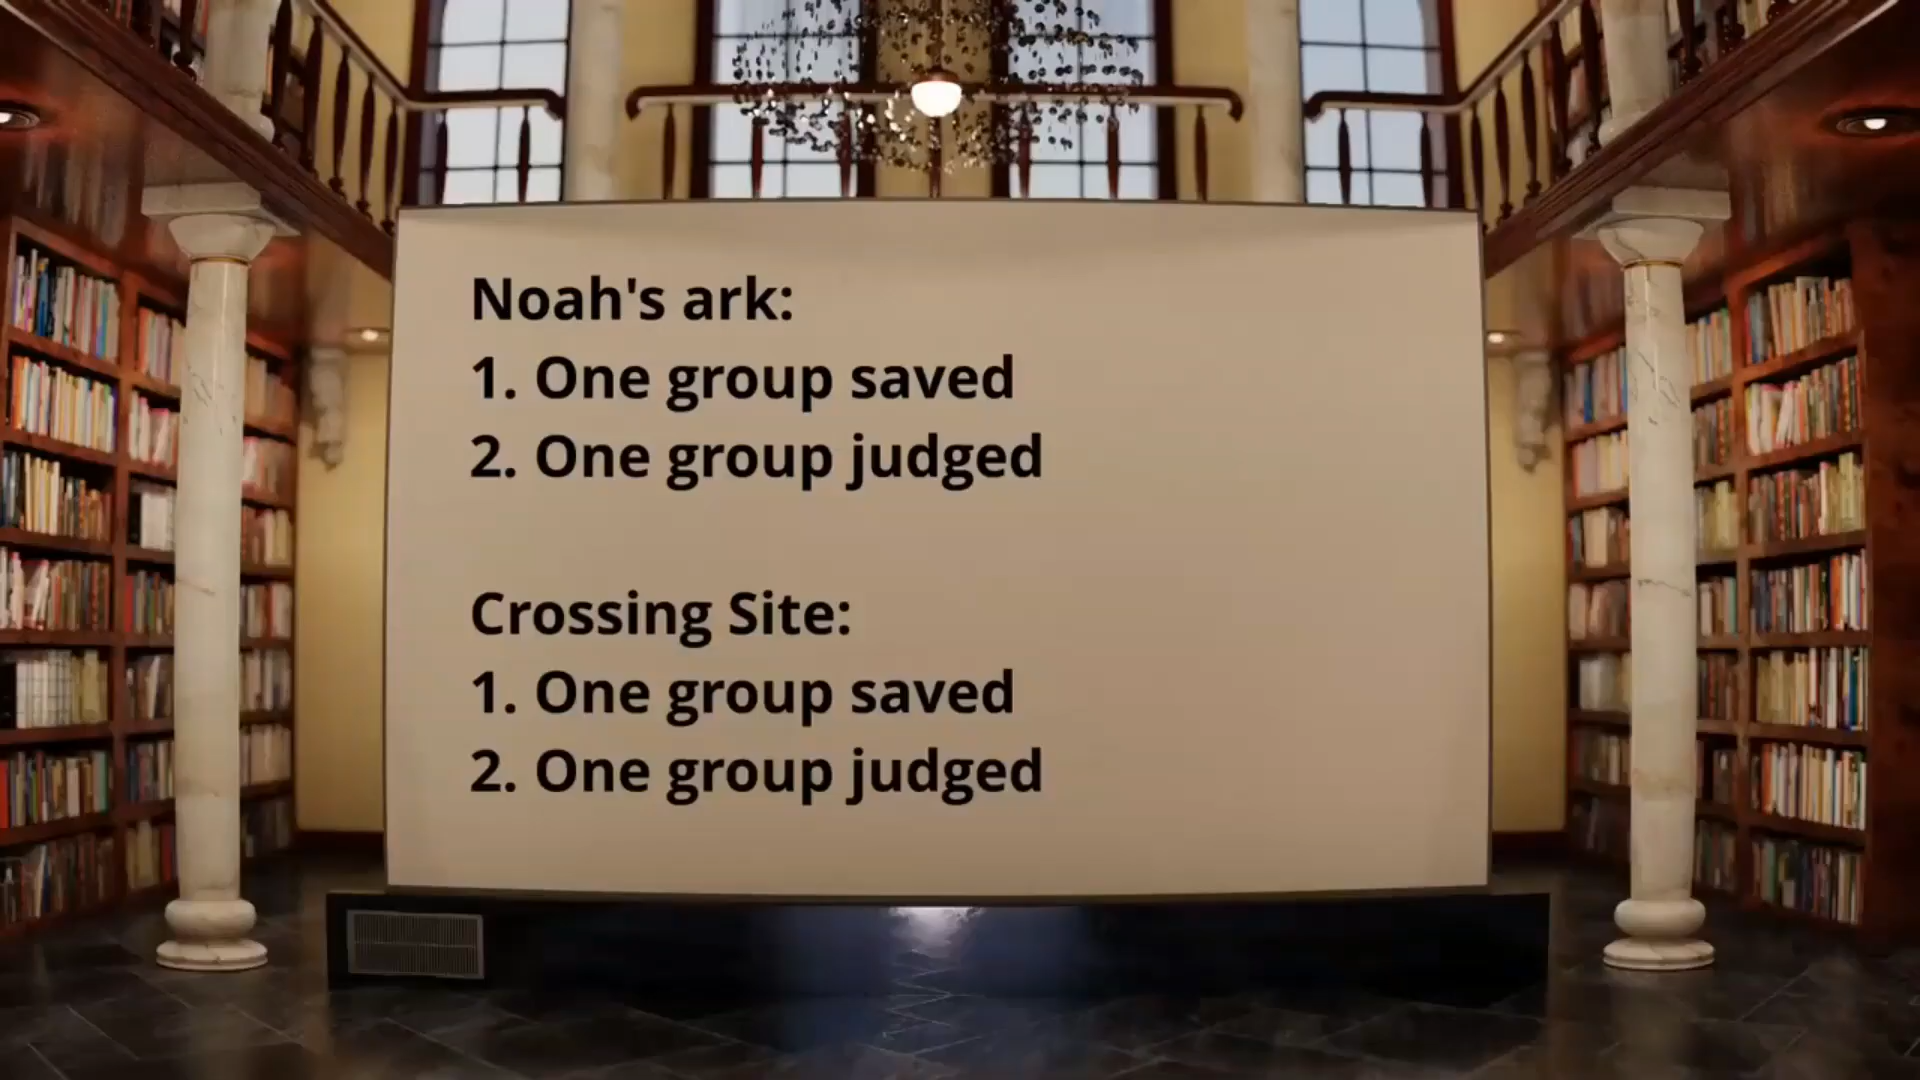 Noah's ark:
1. One group saved
2. One group judged
Crossing Site:
1. One group saved
2. One group judged